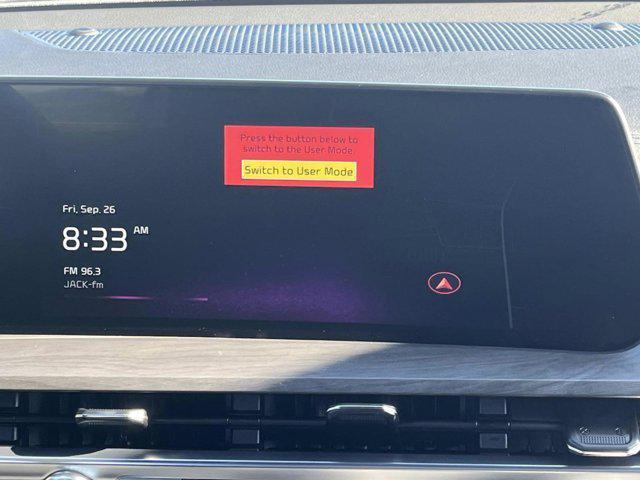 Press the button below to
switch to the User Mode.
Switch to User Mode
Fri, Sep. 26
8:33 AM
FM 96.3
JACK-fm